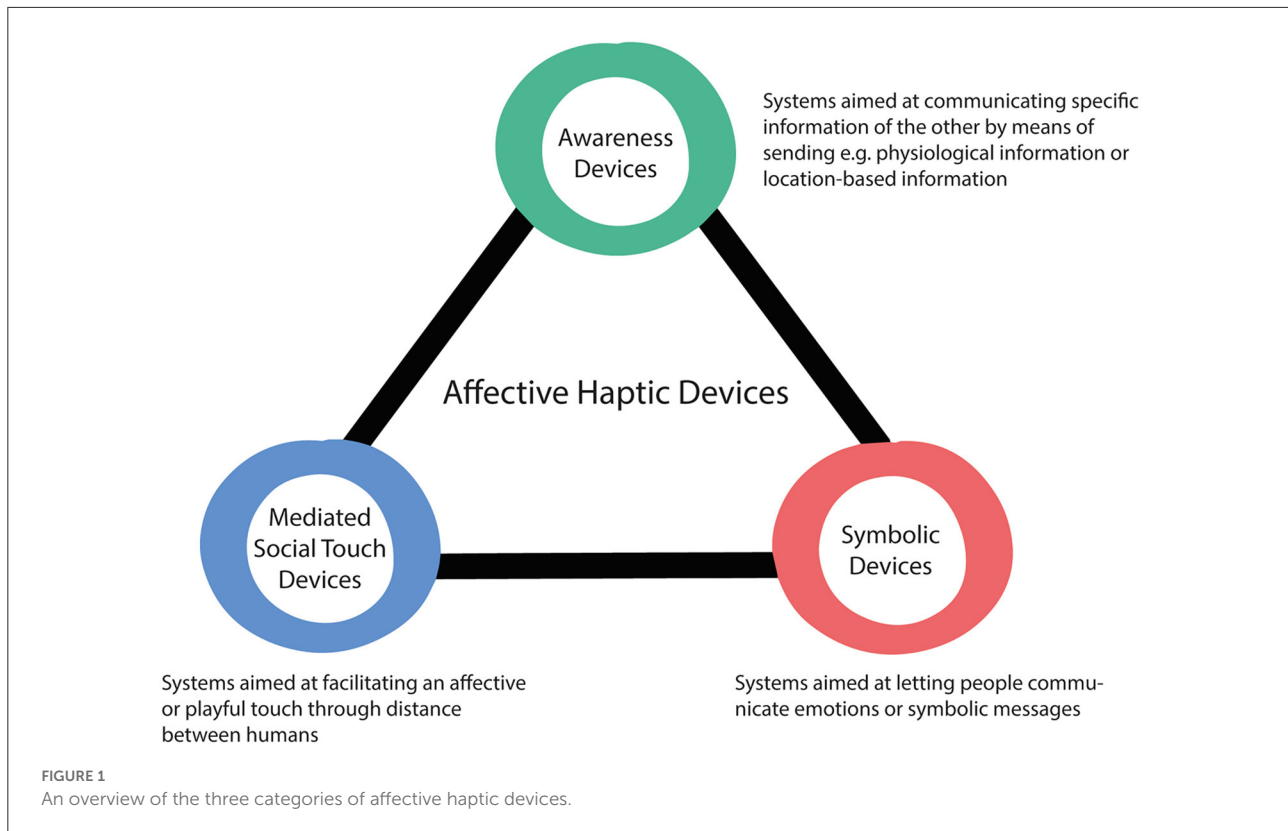 Awareness
Devices
Systems aimed at communicating specific
information of the other by means of
sending e.g. physiological information or
location-based information
Affective Haptic Devices
Mediated
Social Touch
Devices
Symbolic
Devices
Systems aimed at facilitating an affective
or playful touch through distance
between humans
Systems aimed at letting people commu-
nicate emotions or symbolic messages
FIGURE 1
An overview of the three categories of affective haptic devices.